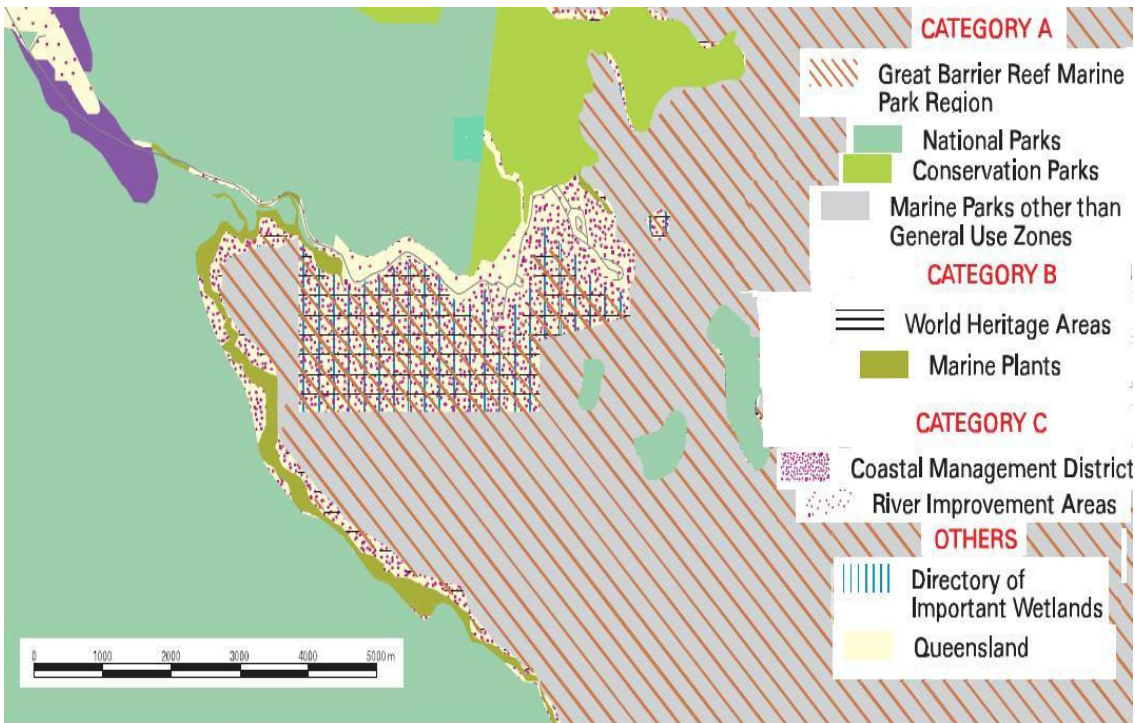 CATEGORY A
Great Barrier Reef Marine
Park Region
National Parks
Conservation Parks
Marine Parks other than
General Use Zones
CATEGORY B
World Heritage Areas
Marine Plants
CATEGORY C
Coastal Management District
River Improvement Areas
OTHERS
Directory of
Important Wetlands
Queensland
0 1000 2000 3000 4000 5000m